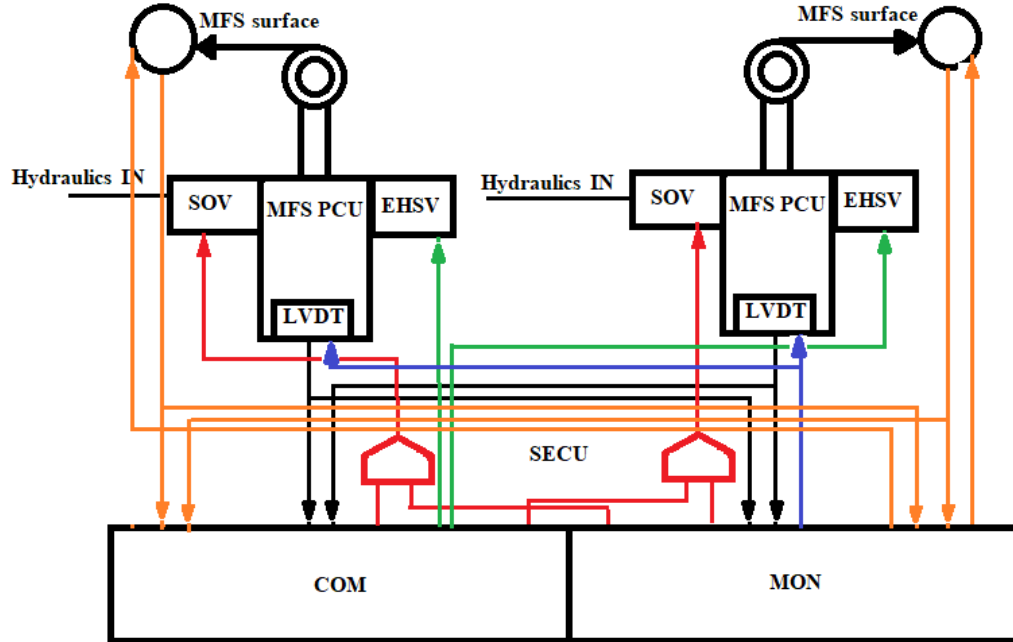 MFS surface
MFS surface
Hydraulics IN
SOV
MFS PCU
EHSV
Hydraulics IN
SOV
MFS PCU
EHSV
LVDT
LVDT
SECU
COM
MON